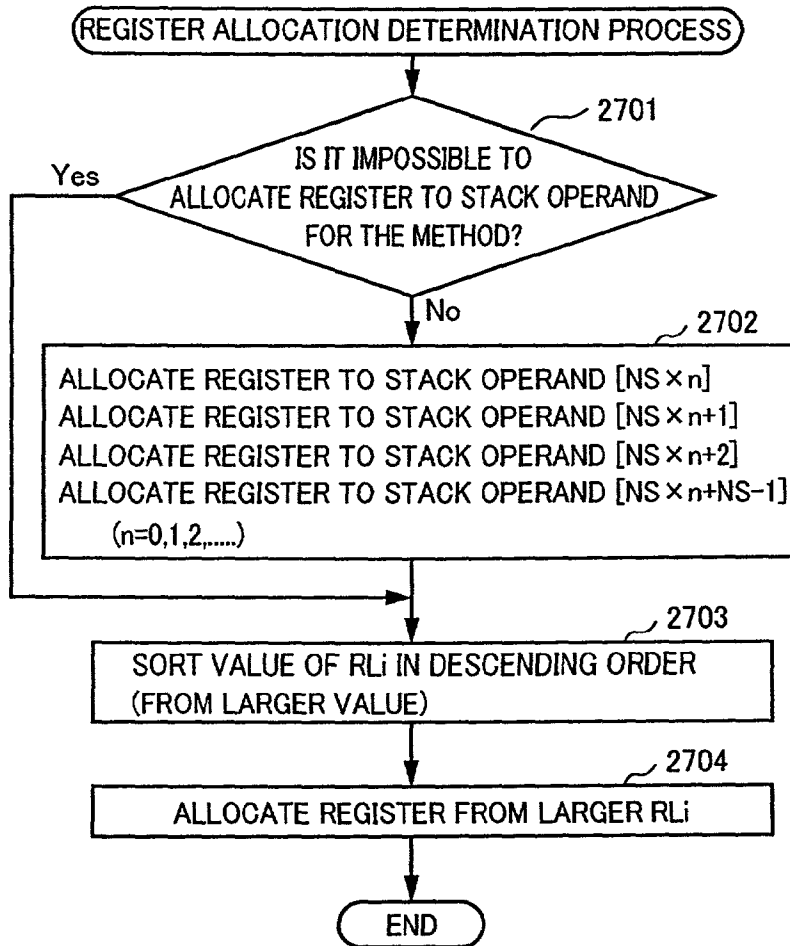 REGISTER ALLOCATION DETERMINATION PROCESS
2701
IS IT IMPOSSIBLE TO
ALLOCATE REGISTER TO STACK OPERAND
FOR THE METHOD?
Yes
No
2702
ALLOCATE REGISTER TO STACK OPERAND [NS×n]
ALLOCATE REGISTER TO STACK OPERAND [NS×n+1]
ALLOCATE REGISTER TO STACK OPERAND [NS×n+2]
ALLOCATE REGISTER TO STACK OPERAND [NS×n+NS-1]
(n=0,1,2,.....)
2703
SORT VALUE OF RLi IN DESCENDING ORDER
(FROM LARGER VALUE)
2704
ALLOCATE REGISTER FROM LARGER RLi
END